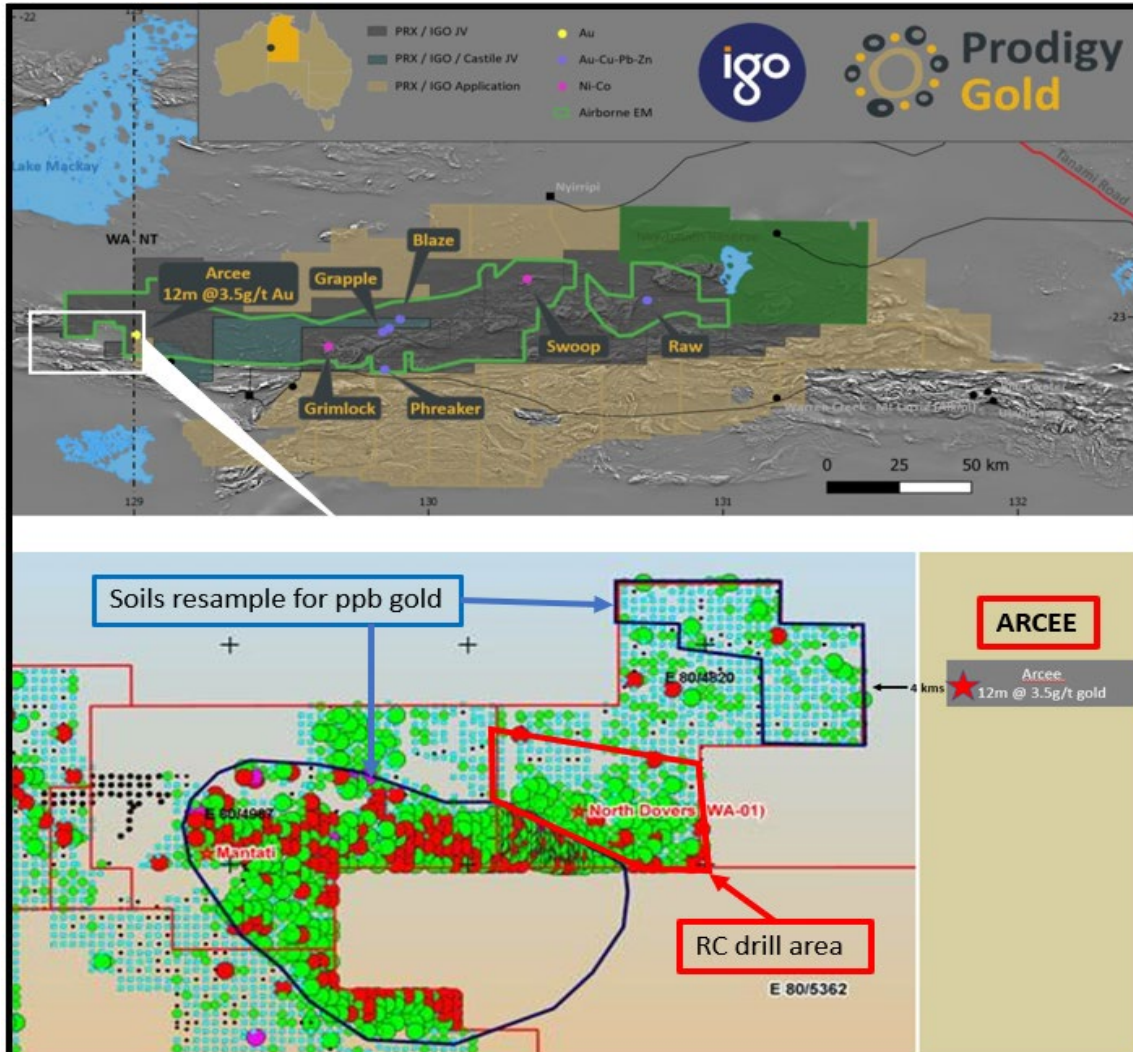 -22
PRX / IGO JV
PRX / IGO / Castile JV
PRX / IGO Application
Au
Au-Cu-Pb-Zn
Ni-Co
Airborne EM
igo
Prodigy
Gold
Lake Mackay
Nyirripi
Tanami Road
WA NT
Blaze
Arcee
12m @3.5g/t Au
Grapple
-23
Swoop
Raw
Grimlock
Phreaker
0 25 50 km
129
130
131
132
Soils resample for ppb gold
E 80/4820
4 kms
ARCEE
Arcee
12m @ 3.5g/t gold
North Dovers (WA-01)
E 80/4987
Mantati
RC drill area
E 80/5362